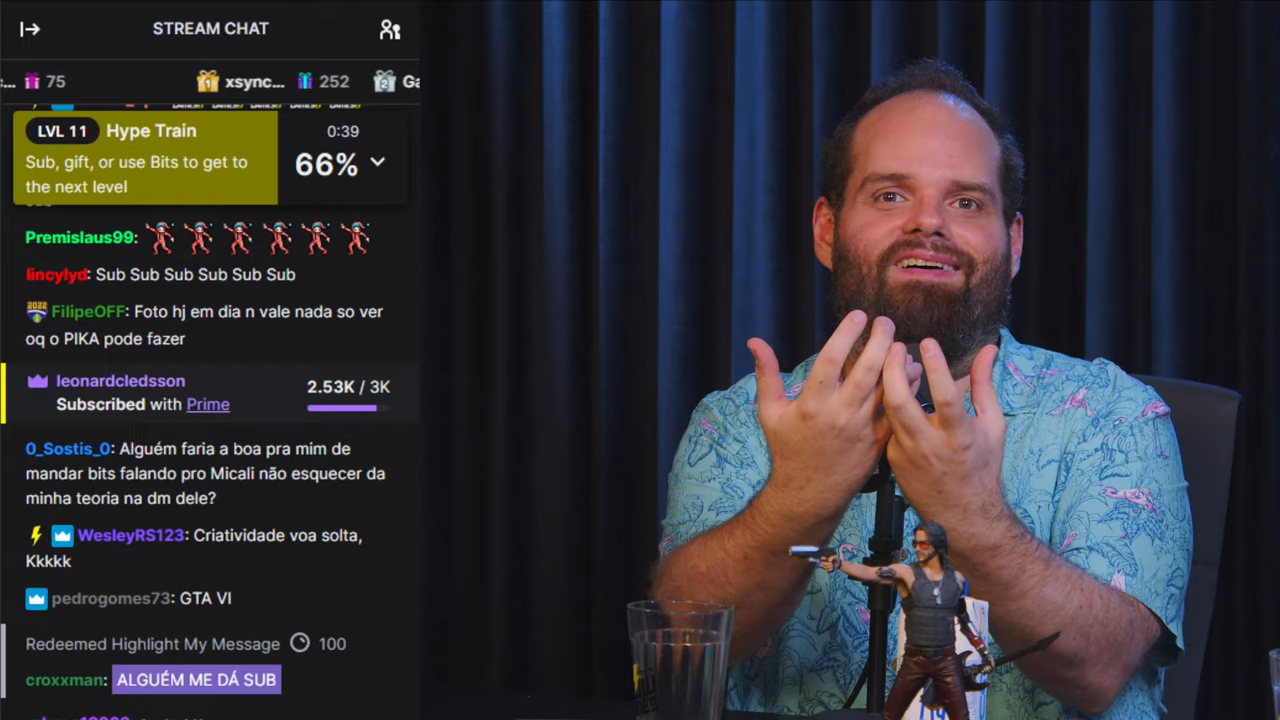 STREAM CHAT
... 75 xsync... 252 Ga
LVL 11 Hype Train 0:39
Sub, gift, or use Bits to get to
the next level
66%
Premislaus99:
lincylyd: Sub Sub Sub Sub Sub Sub
FilipeOFF: Foto hj em dia n vale nada so ver
oq o PIKA pode fazer
leonardcledsson
Subscribed with Prime
2.53K / 3K
0_Sostis_0: Alguém faria a boa pra mim de
mandar bits falando pro Micali não esquecer da
minha teoria na dm dele?
WesleyRS123: Criatividade voa solta,
Kkkkk
pedrogomes73: GTA VI
Redeemed Highlight My Message 100
croxxman: ALGUÉM ME DÁ SUB